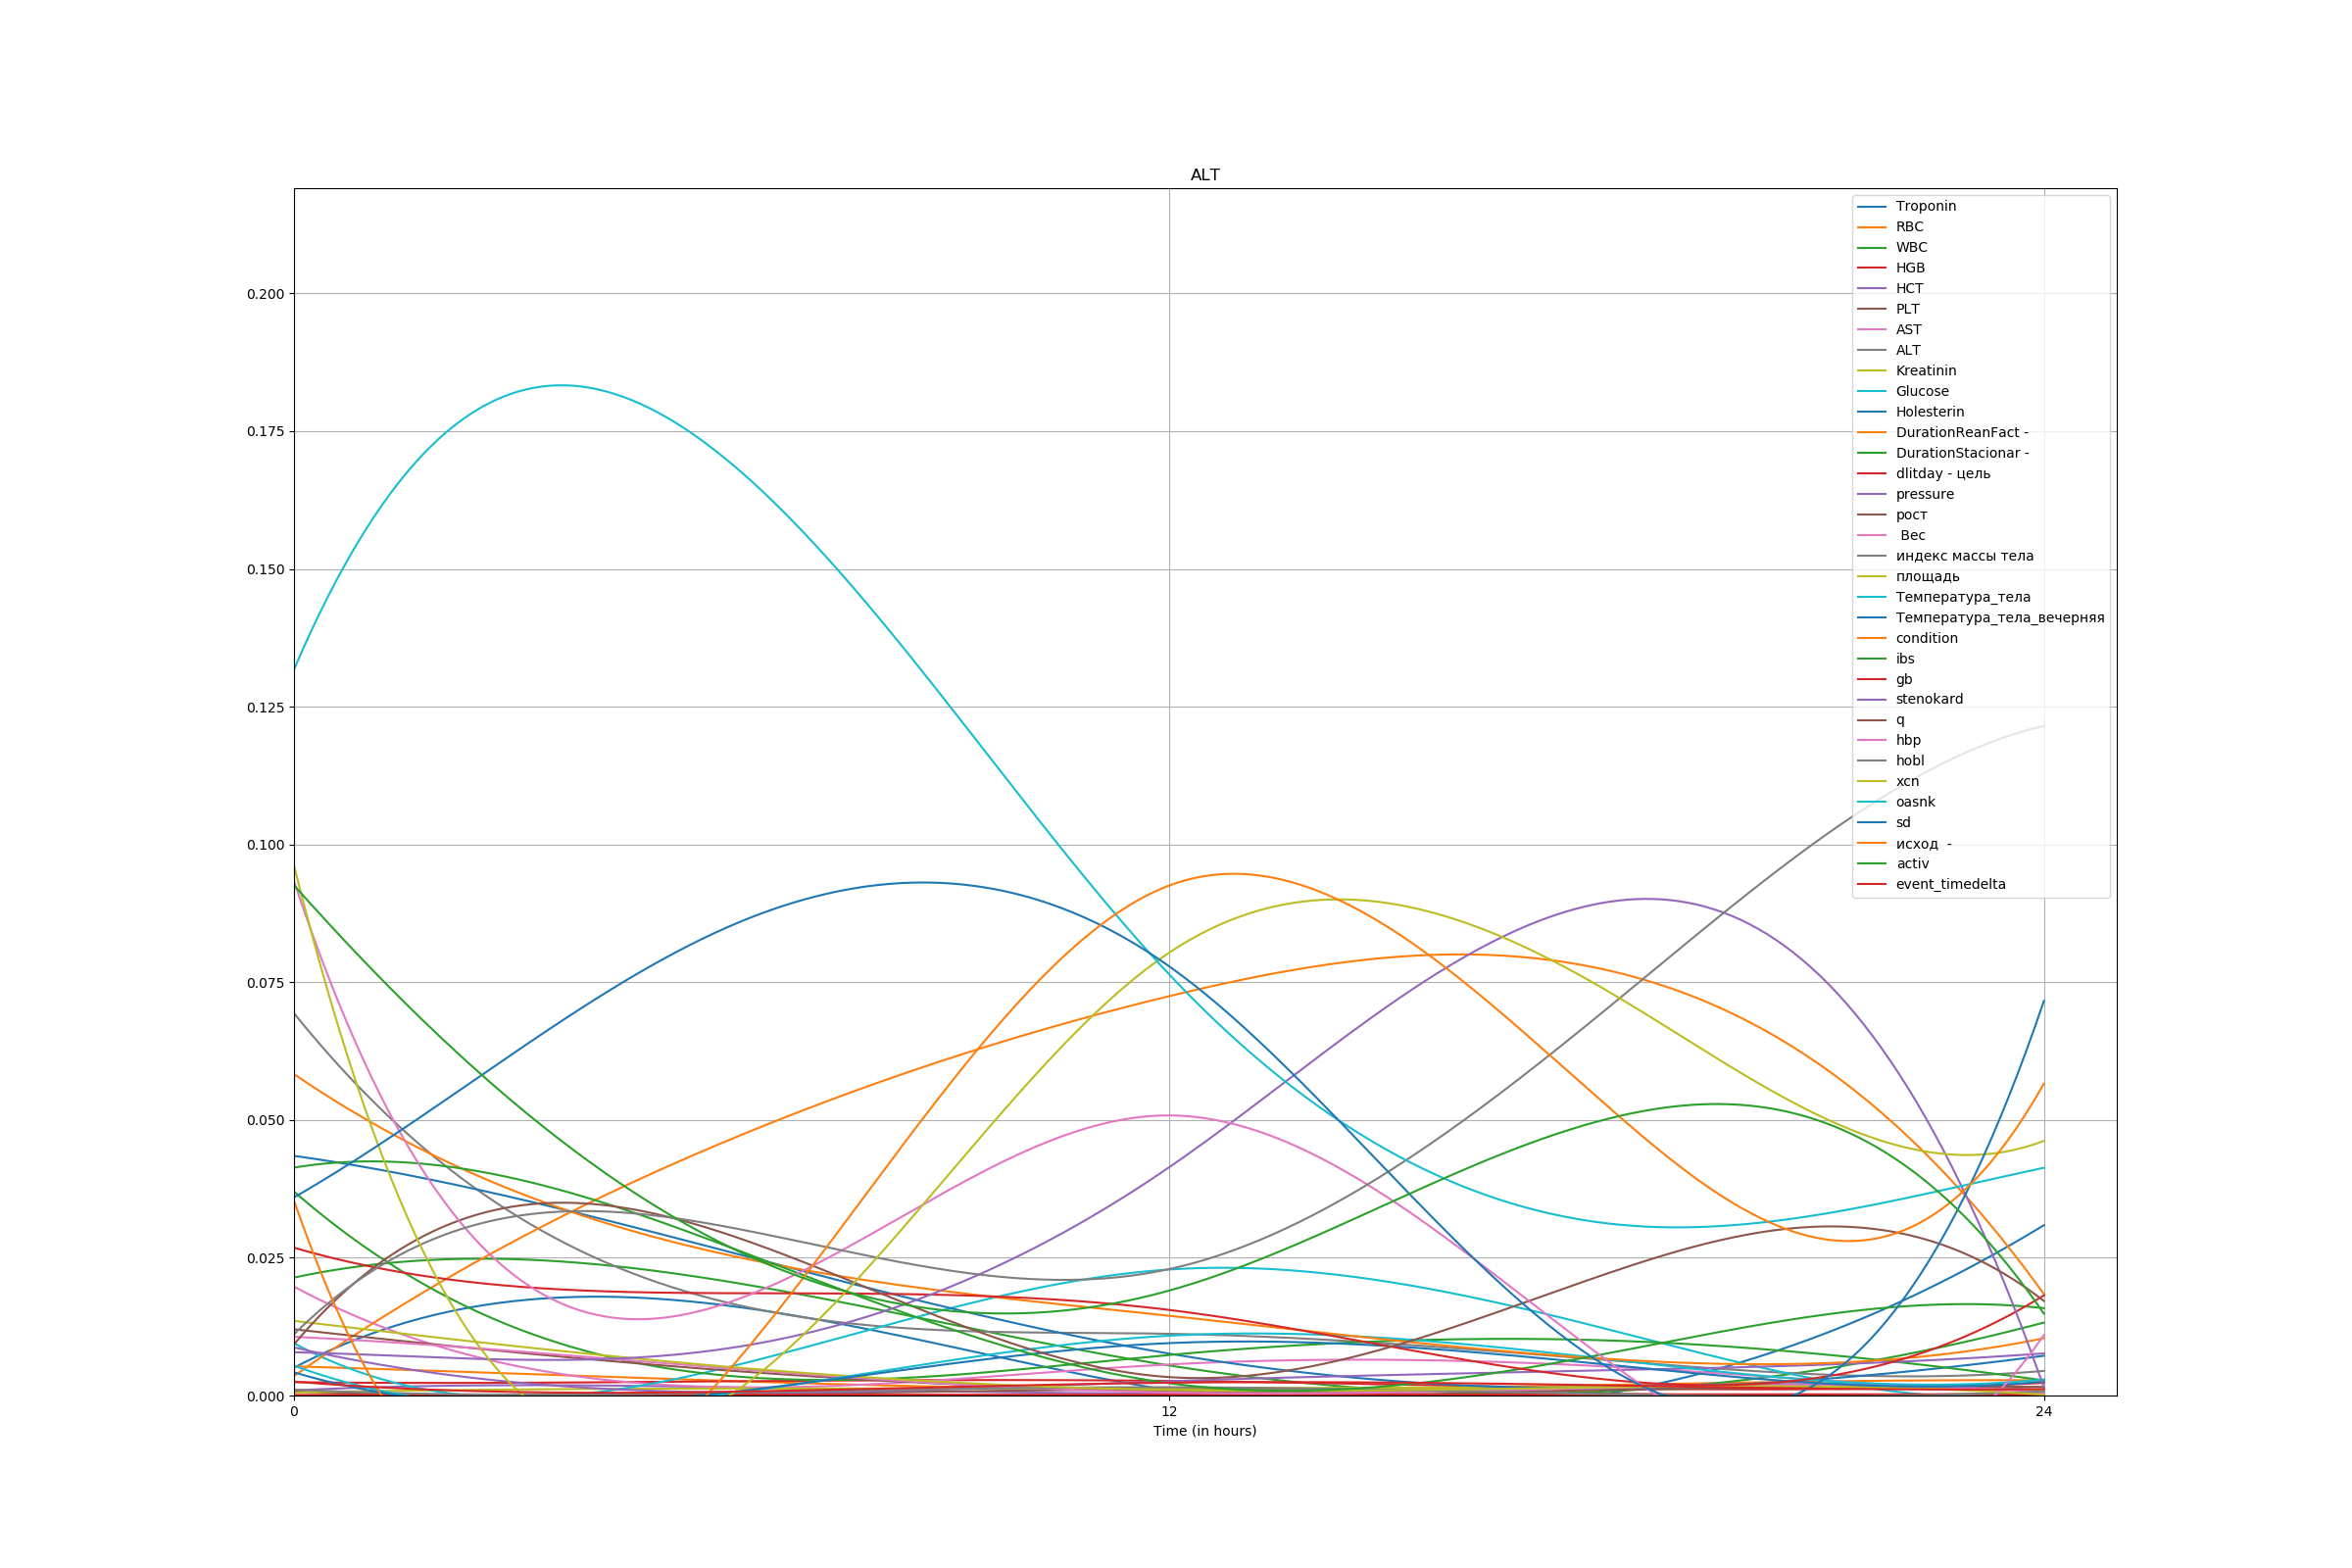 ALT
0.200
0.175
0.150
0.125
0.100
0.075
0.050
0.025
0.000
0
12
24
Time (in hours)
Troponin
RBC
WBC
HGB
HCT
PLT
AST
ALT
Kreatinin
Glucose
Holesterin
DurationReanFact -
DurationStacionar -
dlitday - цель
pressure
рост
Вес
индекс массы тела
площадь
Температура_тела
Температура_тела_вечерняя
condition
ibs
gb
stenokard
q
hbp
hobl
xcn
oasnk
sd
исход  -
activ
event_timedelta